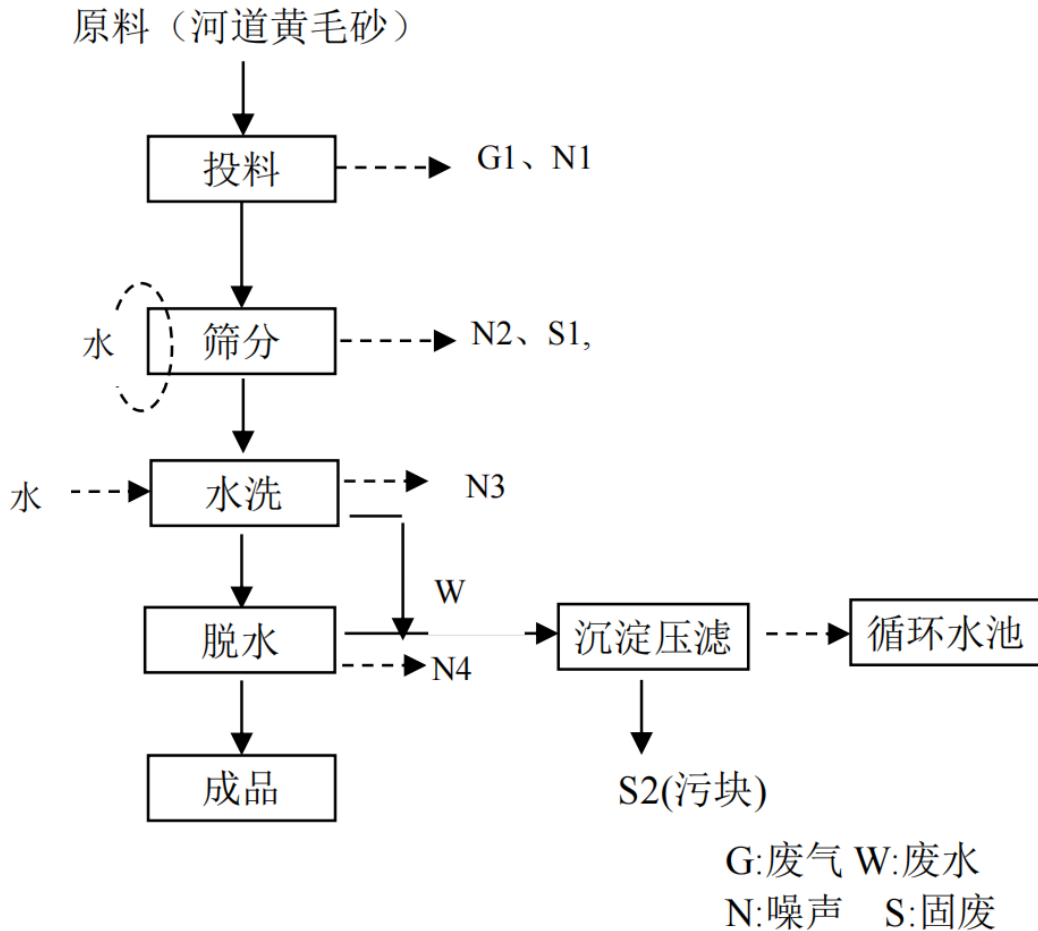 原料（河道黄毛砂）
投料
G1、N1
水
筛分
N2、S1,
水
水洗
N3
W
脱水
N4
沉淀压滤
循环水池
成品
S2(污块)
G:废气 W:废水
N:噪声 S:固废